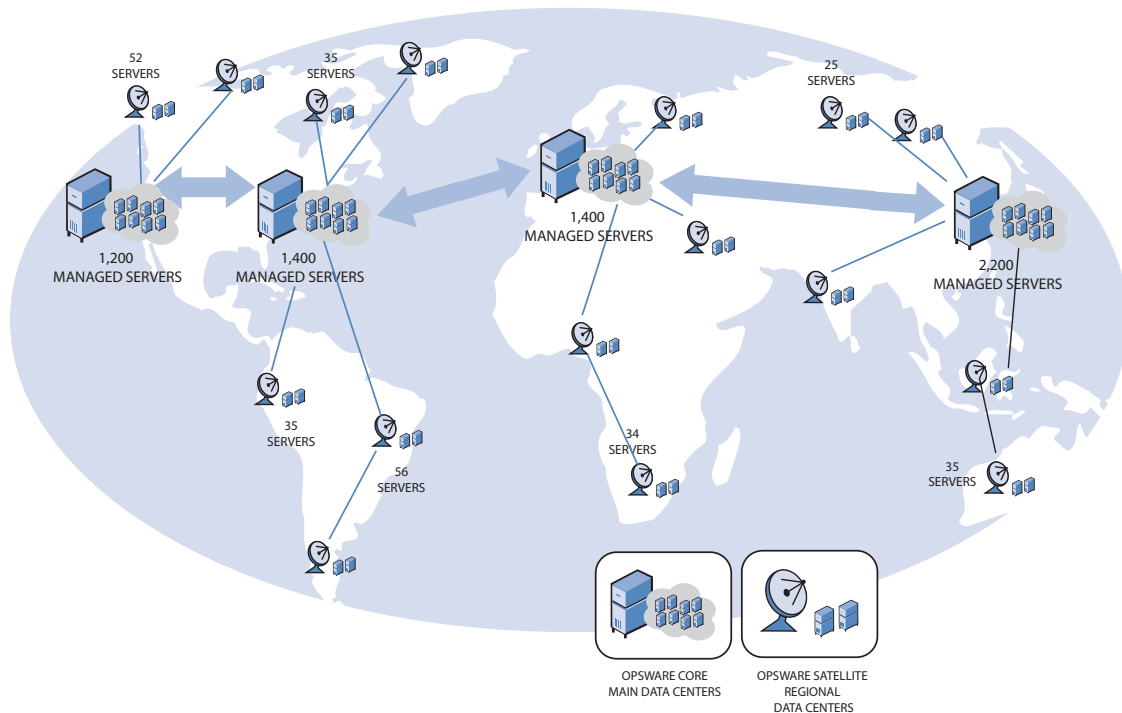 52
SERVERS
35
SERVERS
25
SERVERS
1,200
MANAGED SERVERS
1,400
MANAGED SERVERS
1,400
MANAGED SERVERS
2,200
MANAGED SERVERS
35
SERVERS
56
SERVERS
34
SERVERS
35
SERVERS
OPSWARE CORE
MAIN DATA CENTERS
OPSWARE SATELLITE
REGIONAL
DATA CENTERS